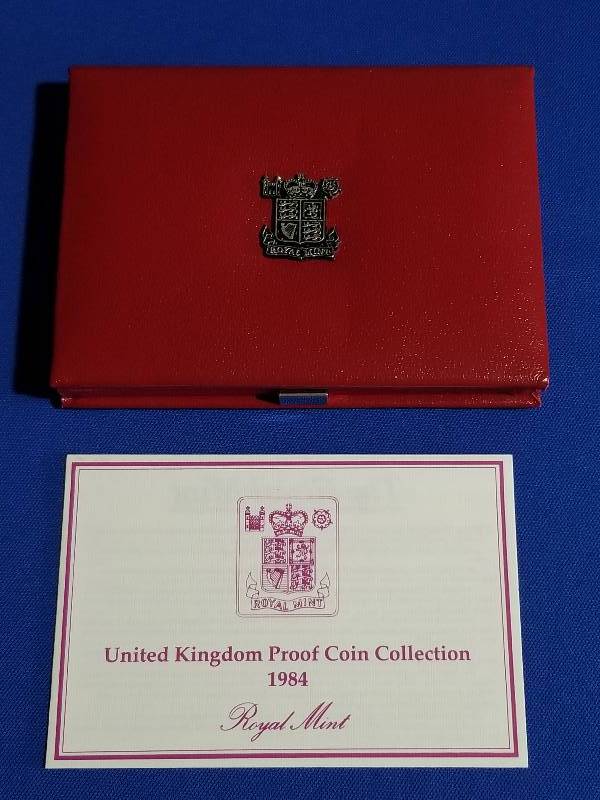 ROYAL MINT
ROYAL MINT
United Kingdom Proof Coin Collection
1984
Royal Mint